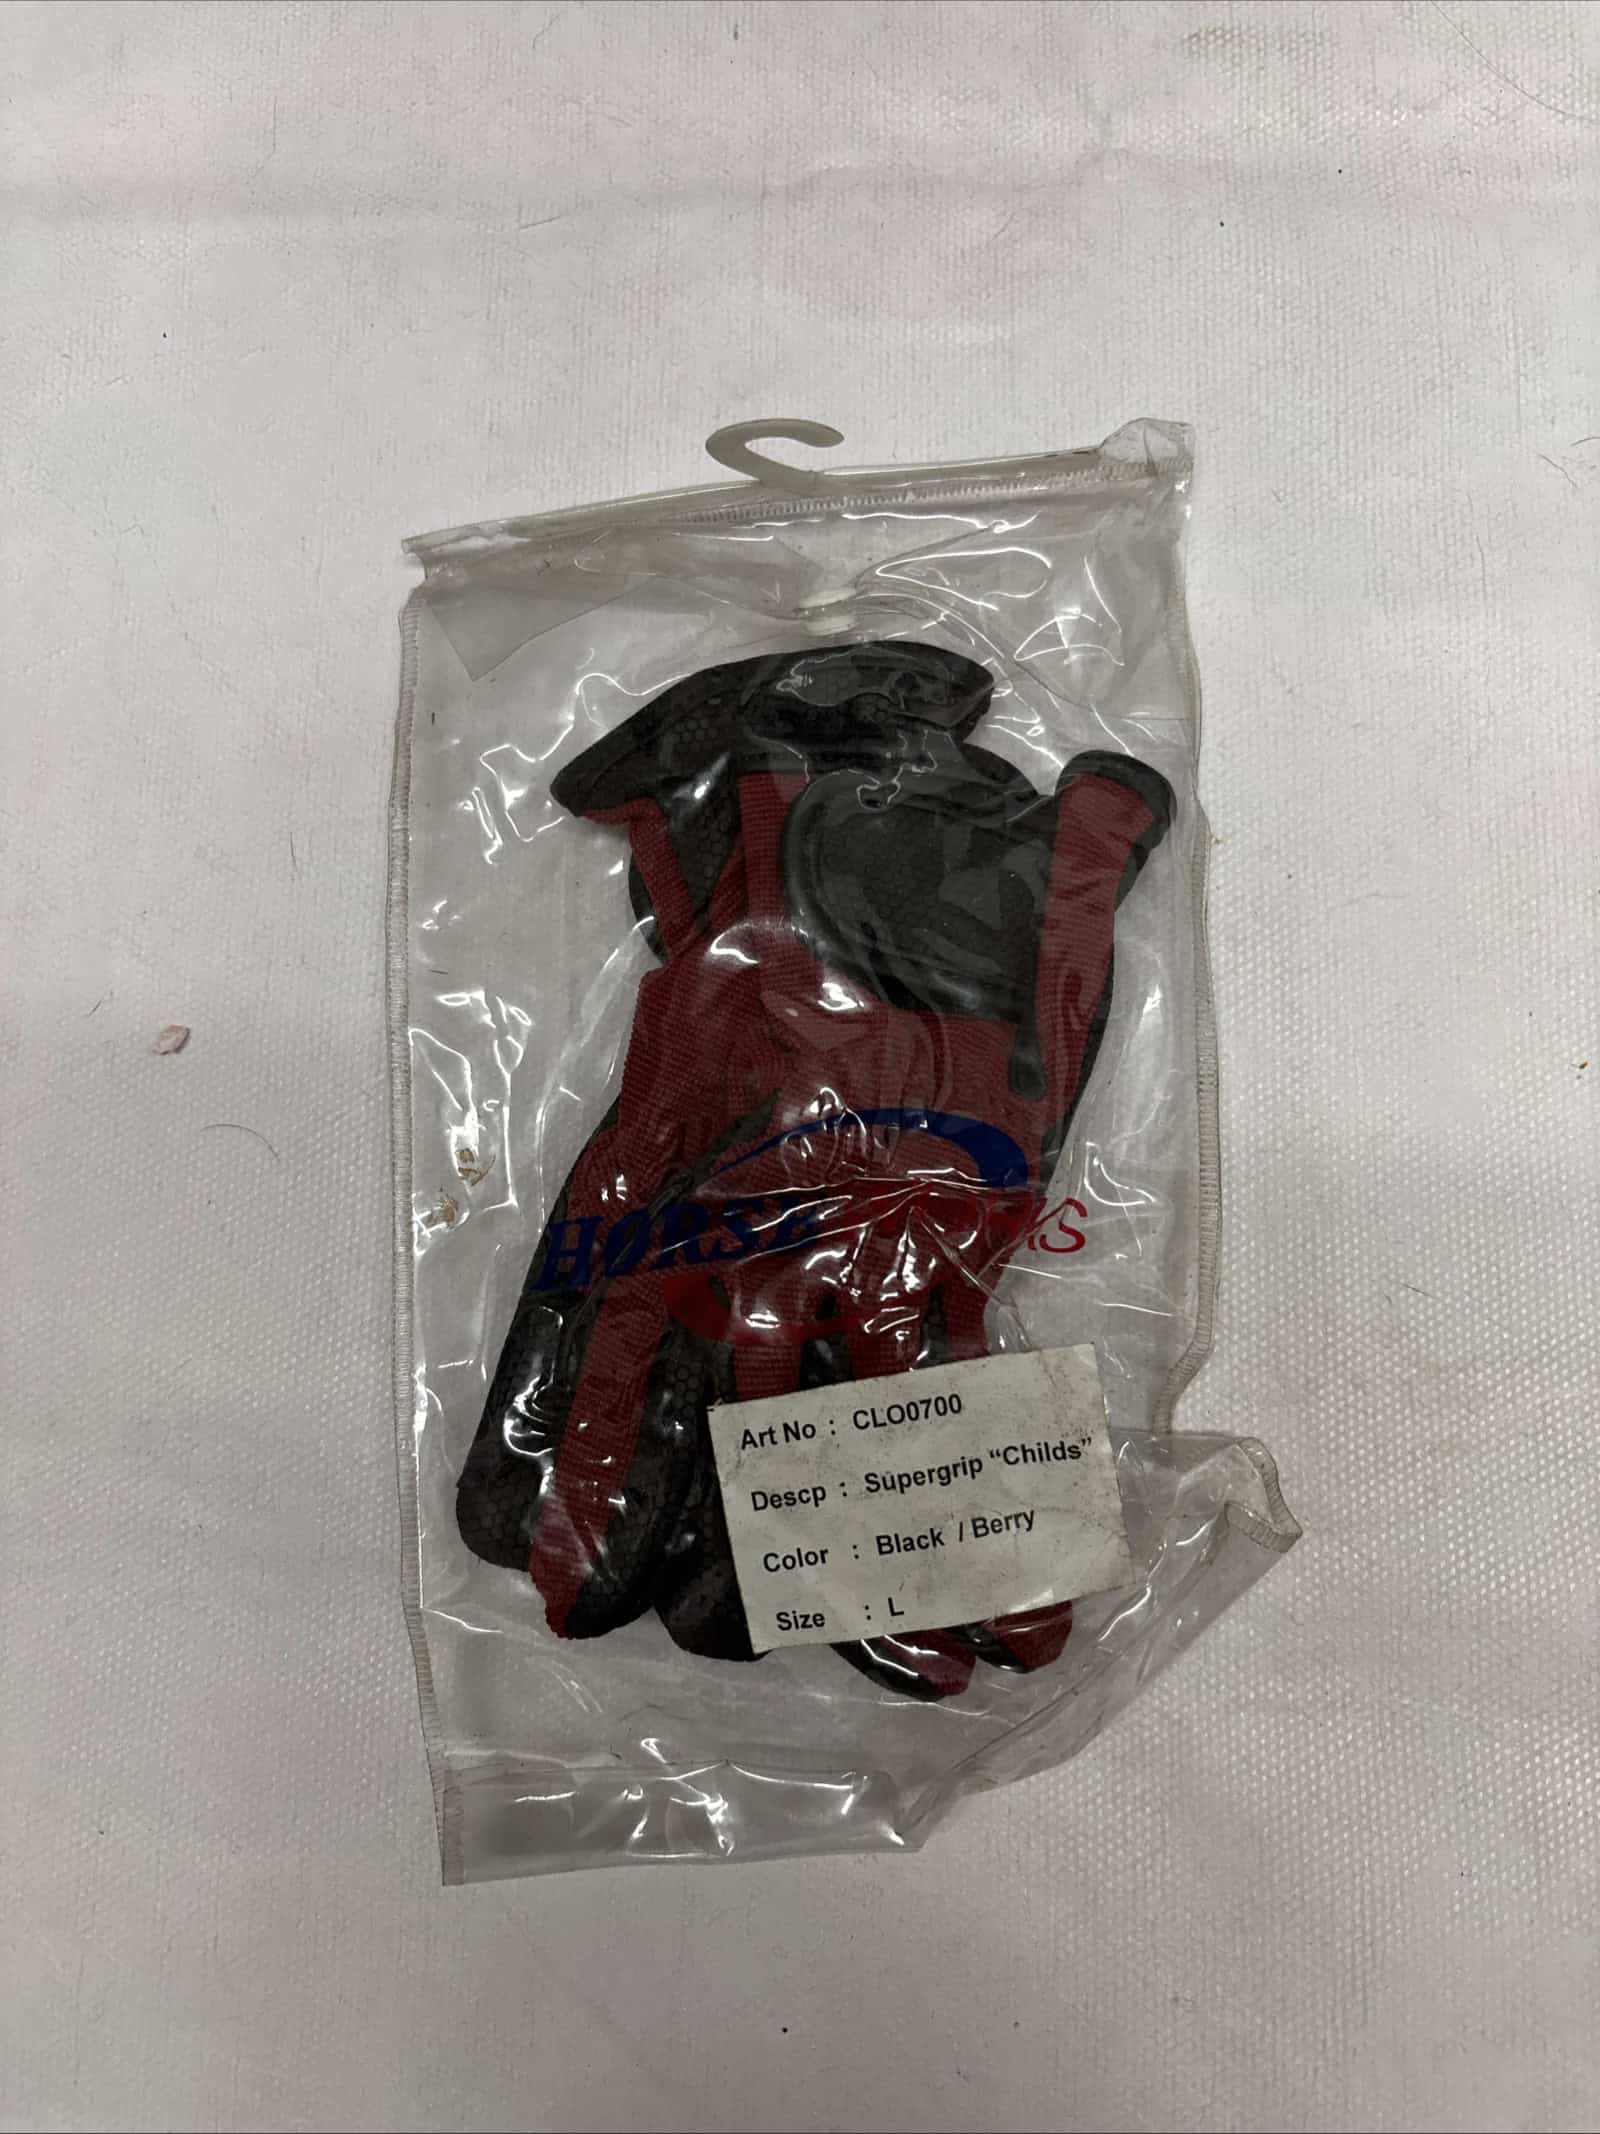 HORSE
Art No : CLO0700
Descp : Supergrip “Childs”
Color : Black / Berry
Size : L